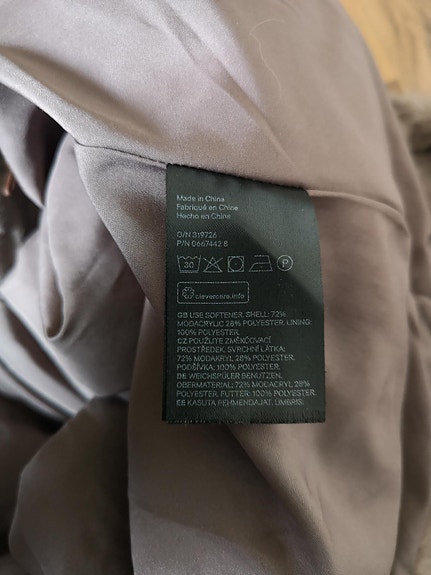 Made in China
Fabriqué en Chine
Hecho en China
O/N 319726
P/N 0667442 8
30 P
clevercare.info
GB USE SOFTENER. SHELL: 72%
MODACRYLIC 28% POLYESTER. LINING:
100% POLYESTER.
CZ POUŽITE ZMĚKČOVACÍ
PROSTŘEDEK. SVRCHNÍ LÁTKA:
72% MODAKRYL 28% POLYESTER.
PODŠÍVKA: 100% POLYESTER.
DE WEICHSPÜLER BENUTZEN.
OBERMATERIAL: 72% MODACRYL 28%
POLYESTER. FUTTER: 100% POLYESTER.
EE KASUTA PEHMENDAJAT. ÜMBRIS: